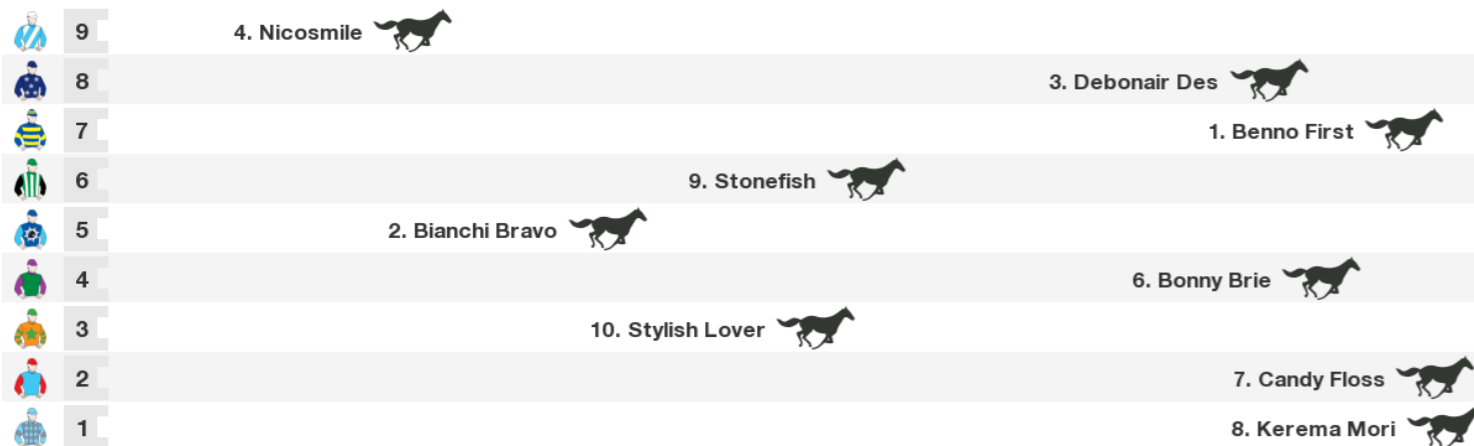 9 4. Nicosmile
8 3. Debonair Des
7 1. Benno First
6 9. Stonefish
5 2. Bianchi Bravo
4 6. Bonny Brie
3 10. Stylish Lover
2 7. Candy Floss
1 8. Kerema Mori